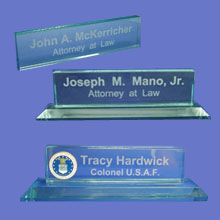 John A. McKerricher
Attorney at Law
Joseph M. Mano, Jr.
Attorney at Law
Tracy Hardwick
Colonel U.S.A.F.